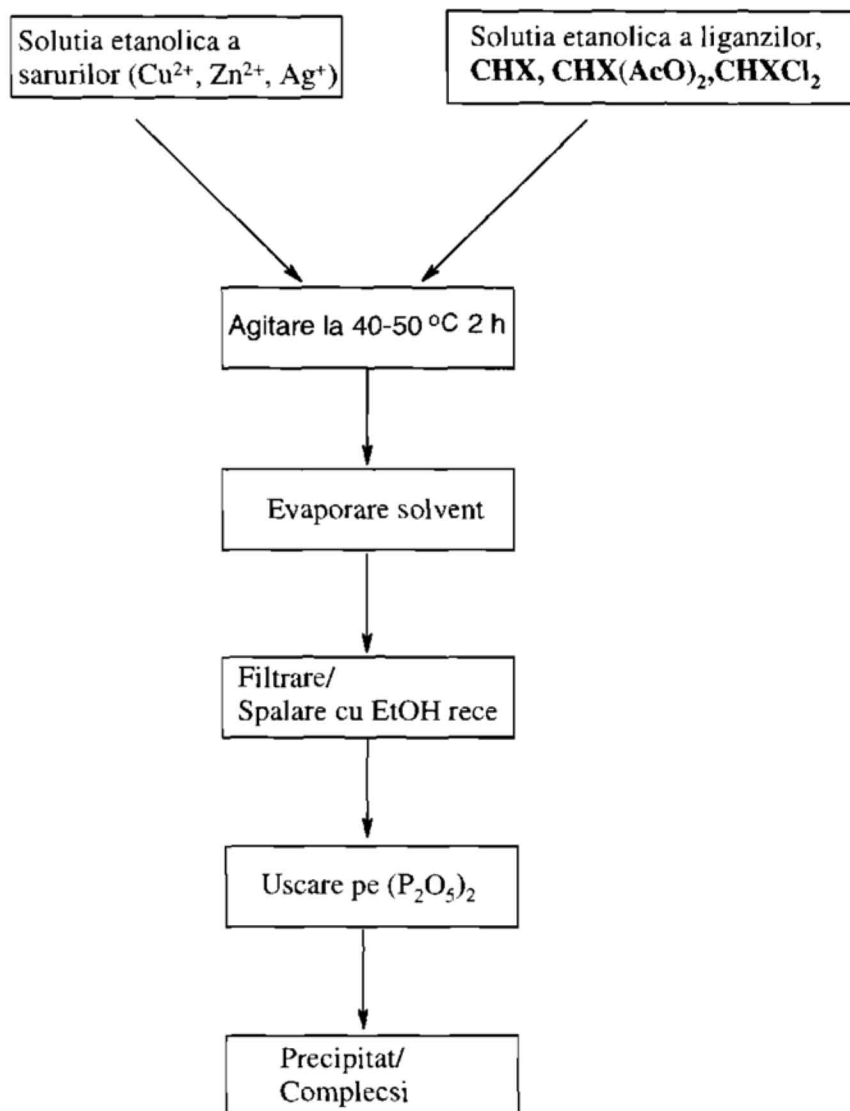 Solutia etanolica a
sarurilor (Cu²⁺, Zn²⁺, Ag⁺)
Solutia etanolica a liganzilor,
CHX, CHX(AcO)₂,CHXCl₂
Agitare la 40-50 °C 2 h
Evaporare solvent
Filtrare/
Spalare cu EtOH rece
Uscare pe (P₂O₅)₂
Precipitat/
Complecsi